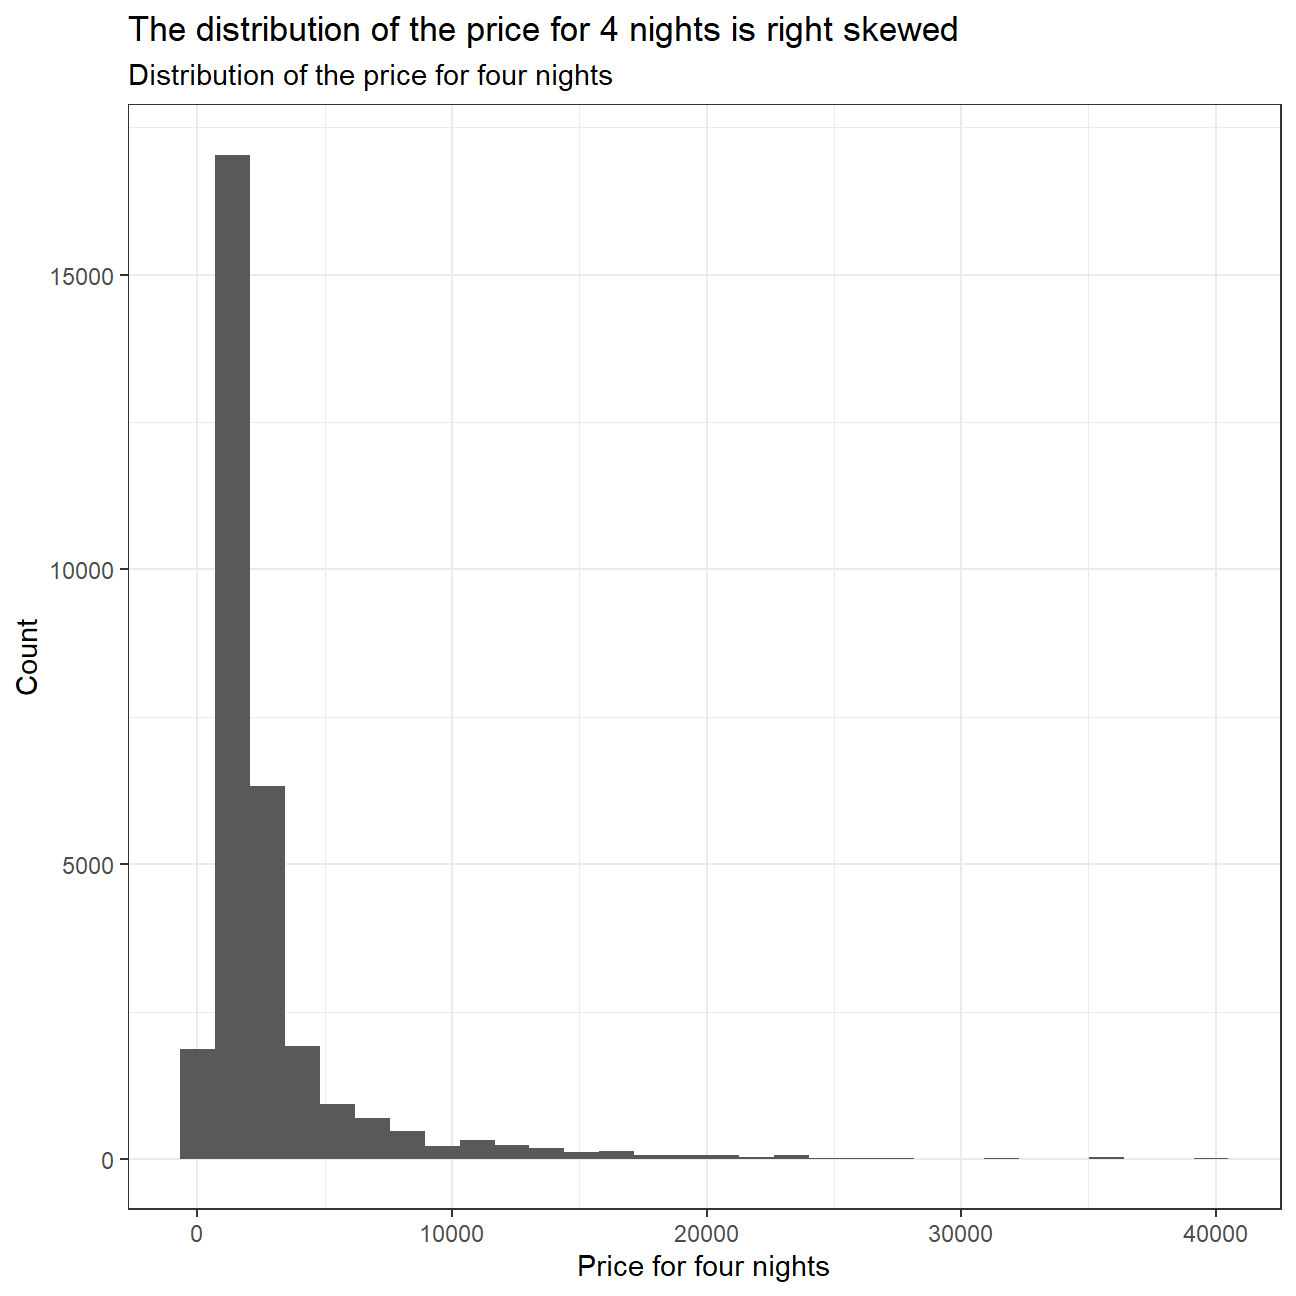 The distribution of the price for 4 nights is right skewed
Distribution of the price for four nights
Count
15000
10000
5000
0
0 10000 20000 30000 40000
Price for four nights